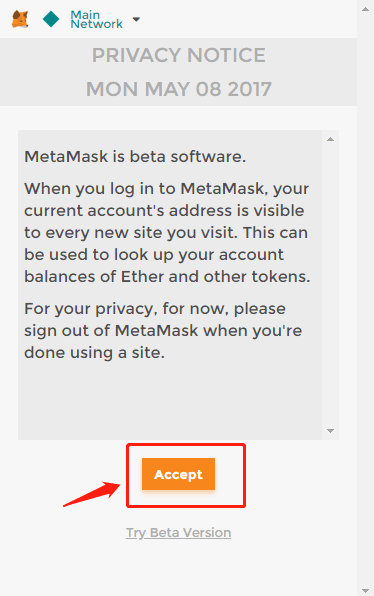 Main
Network
PRIVACY NOTICE
MON MAY 08 2017
MetaMask is beta software.
When you log in to MetaMask, your
current account's address is visible
to every new site you visit. This can
be used to look up your account
balances of Ether and other tokens.
For your privacy, for now, please
sign out of MetaMask when you're
done using a site.
Accept
Try Beta Version